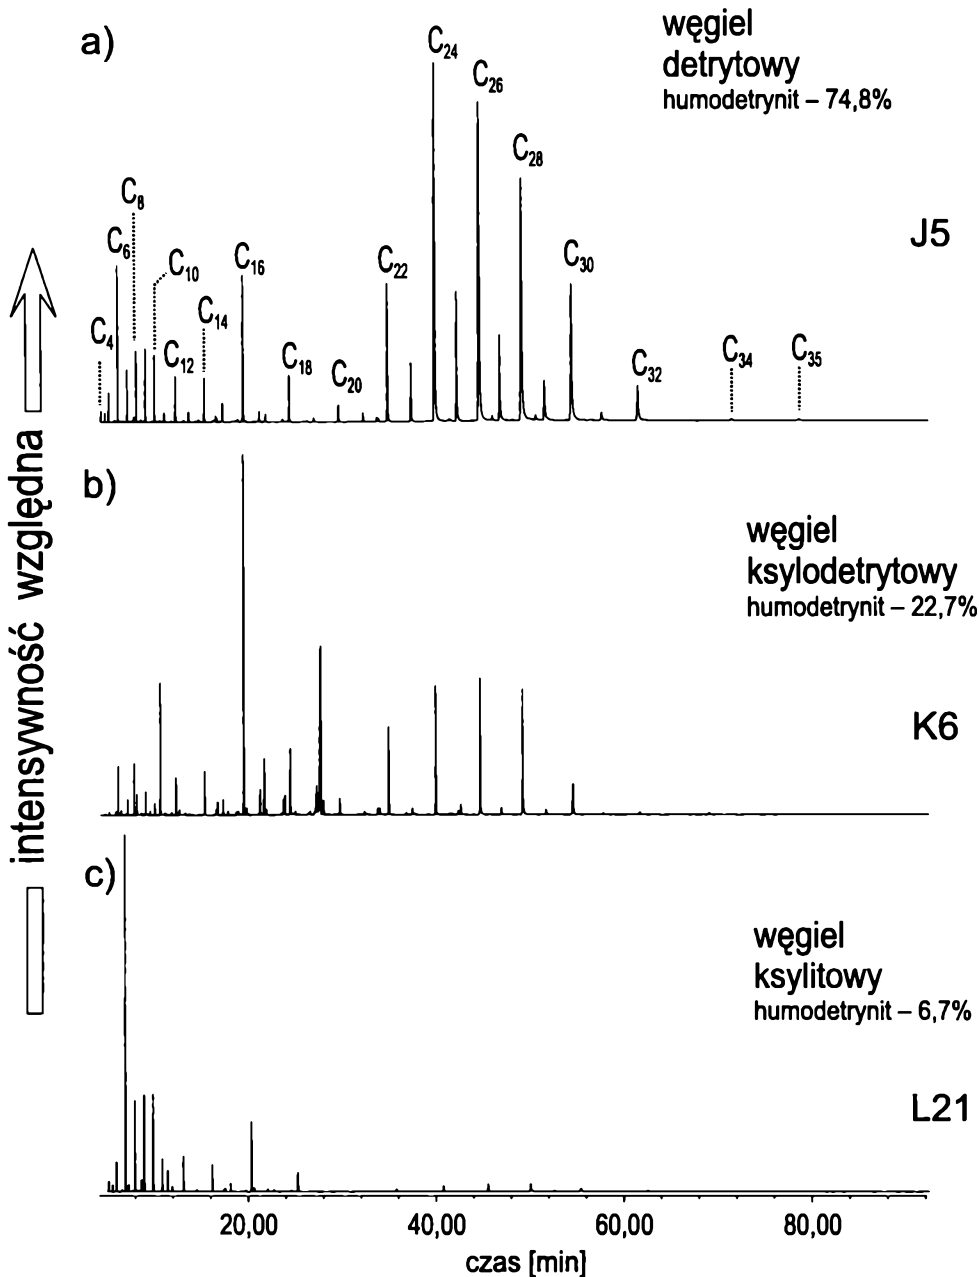 a)
węgiel
detrytowy
humodetrynit – 74,8%
J5
C4
C6
C8
C10
C12
C14
C16
C18
C20
C22
C24
C26
C28
C30
C32
C34
C35
intensywność względna
b)
węgiel
ksylodetrytowy
humodetrynit – 22,7%
K6
c)
węgiel
ksylitowy
humodetrynit – 6,7%
L21
20,00 40,00 60,00 80,00
czas [min]